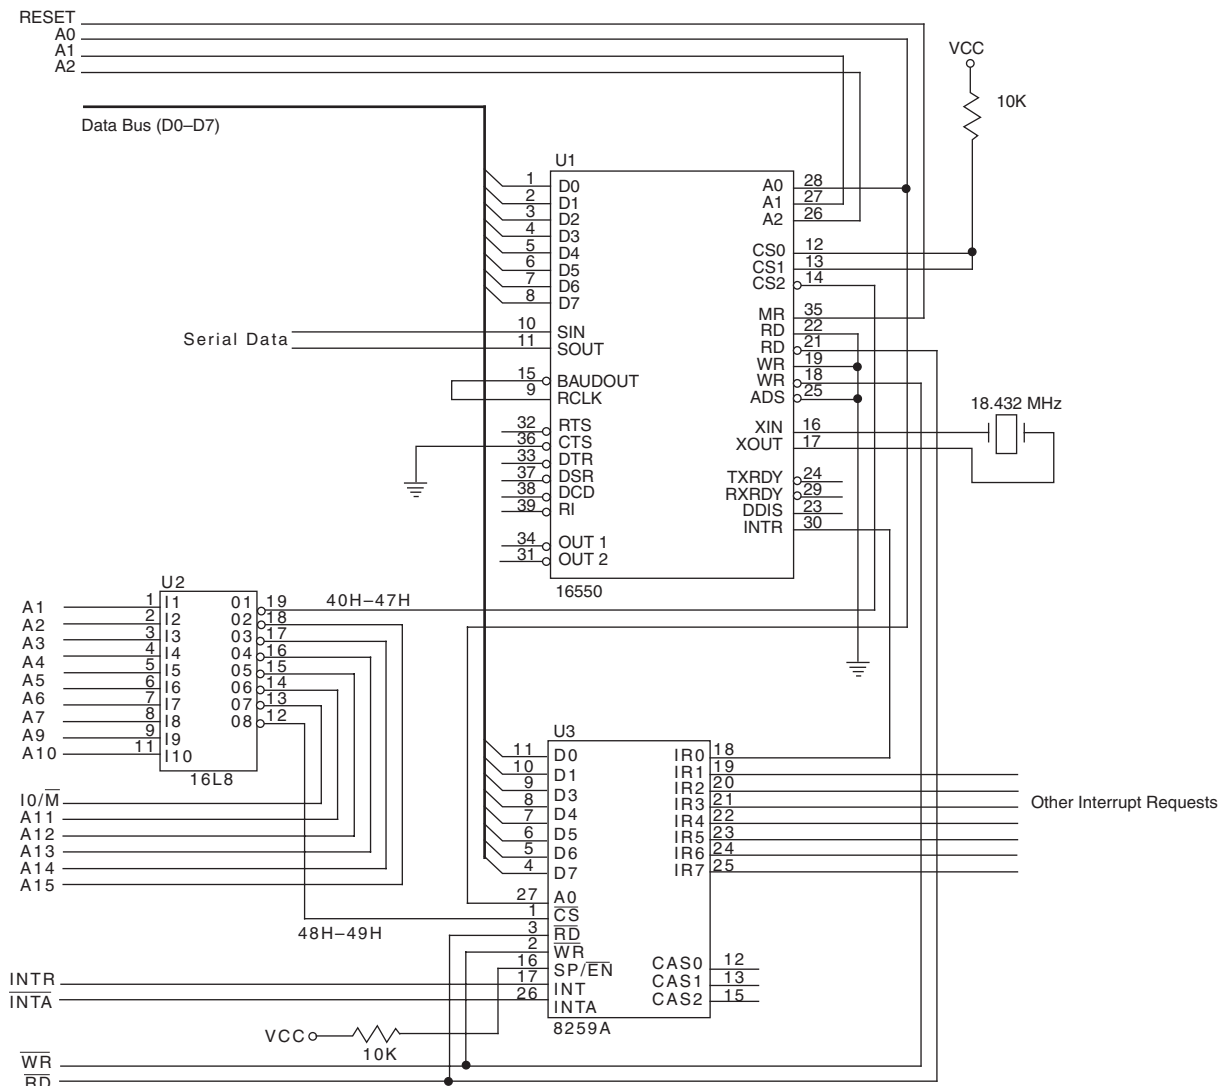 RESET
A0
A1
A2
Data Bus (D0–D7)
VCC
10K
U1
1 D0
2 D1
3 D2
4 D3
5 D4
6 D5
7 D6
8 D7
Serial Data
10 SIN
11 SOUT
15 BAUDOUT
9 RCLK
32 RTS
36 CTS
33 DTR
37 DSR
38 DCD
39 RI
34 OUT 1
31 OUT 2
A0 28
A1 27
A2 26
CS0 12
CS1 13
CS2 14
MR 35
RD 22
RD 21
WR 19
WR 18
ADS 25
XIN 16
XOUT 17
18.432 MHz
TXRDY 24
RXRDY 29
DDIS 23
INTR 30
16550
U2
A1 1 I1
A2 2 I2
A3 3 I3
A4 4 I4
A5 5 I5
A6 6 I6
A7 7 I7
A8 8 I8
A9 9 I9
A10 11 I10
01 19
02 18
03 17
04 16
05 15
06 14
07 13
08 12
40H–47H
16L8
I0/M̅
A11
A12
A13
A14
A15
48H–49H
U3
11 D0
10 D1
9 D3
8 D4
7 D5
6 D6
5 D6
4 D7
27 A0
1 C̅S̅
3 R̅D̅
2 W̅R̅
16 SP/E̅N̅
17 INT
26 INTA
IR0 18
IR1 19
IR2 20
IR3 21
IR4 22
IR5 23
IR6 24
IR7 25
Other Interrupt Requests
CAS0 12
CAS1 13
CAS2 15
8259A
INTR
I̅N̅T̅A̅
VCC
10K
W̅R̅
R̅D̅